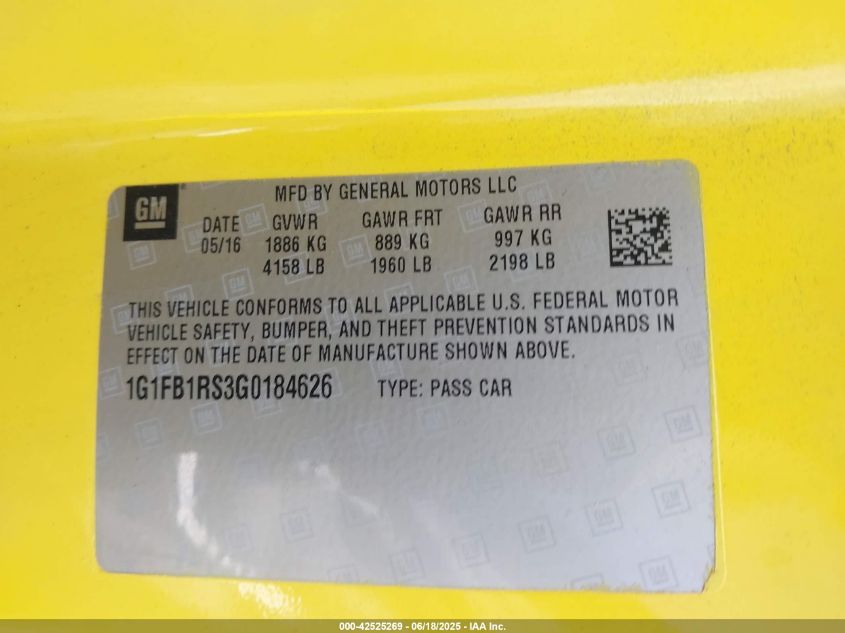 GM
MFD BY GENERAL MOTORS LLC
DATE GVWR GAWR FRT GAWR RR
05/16 1886 KG 889 KG 997 KG
4158 LB 1960 LB 2198 LB
THIS VEHICLE CONFORMS TO ALL APPLICABLE U.S. FEDERAL MOTOR
VEHICLE SAFETY, BUMPER, AND THEFT PREVENTION STANDARDS IN
EFFECT ON THE DATE OF MANUFACTURE SHOWN ABOVE.
1G1FB1RS3G0184626 TYPE: PASS CAR
000-42525269 - 06/18/2025 - IAA Inc.